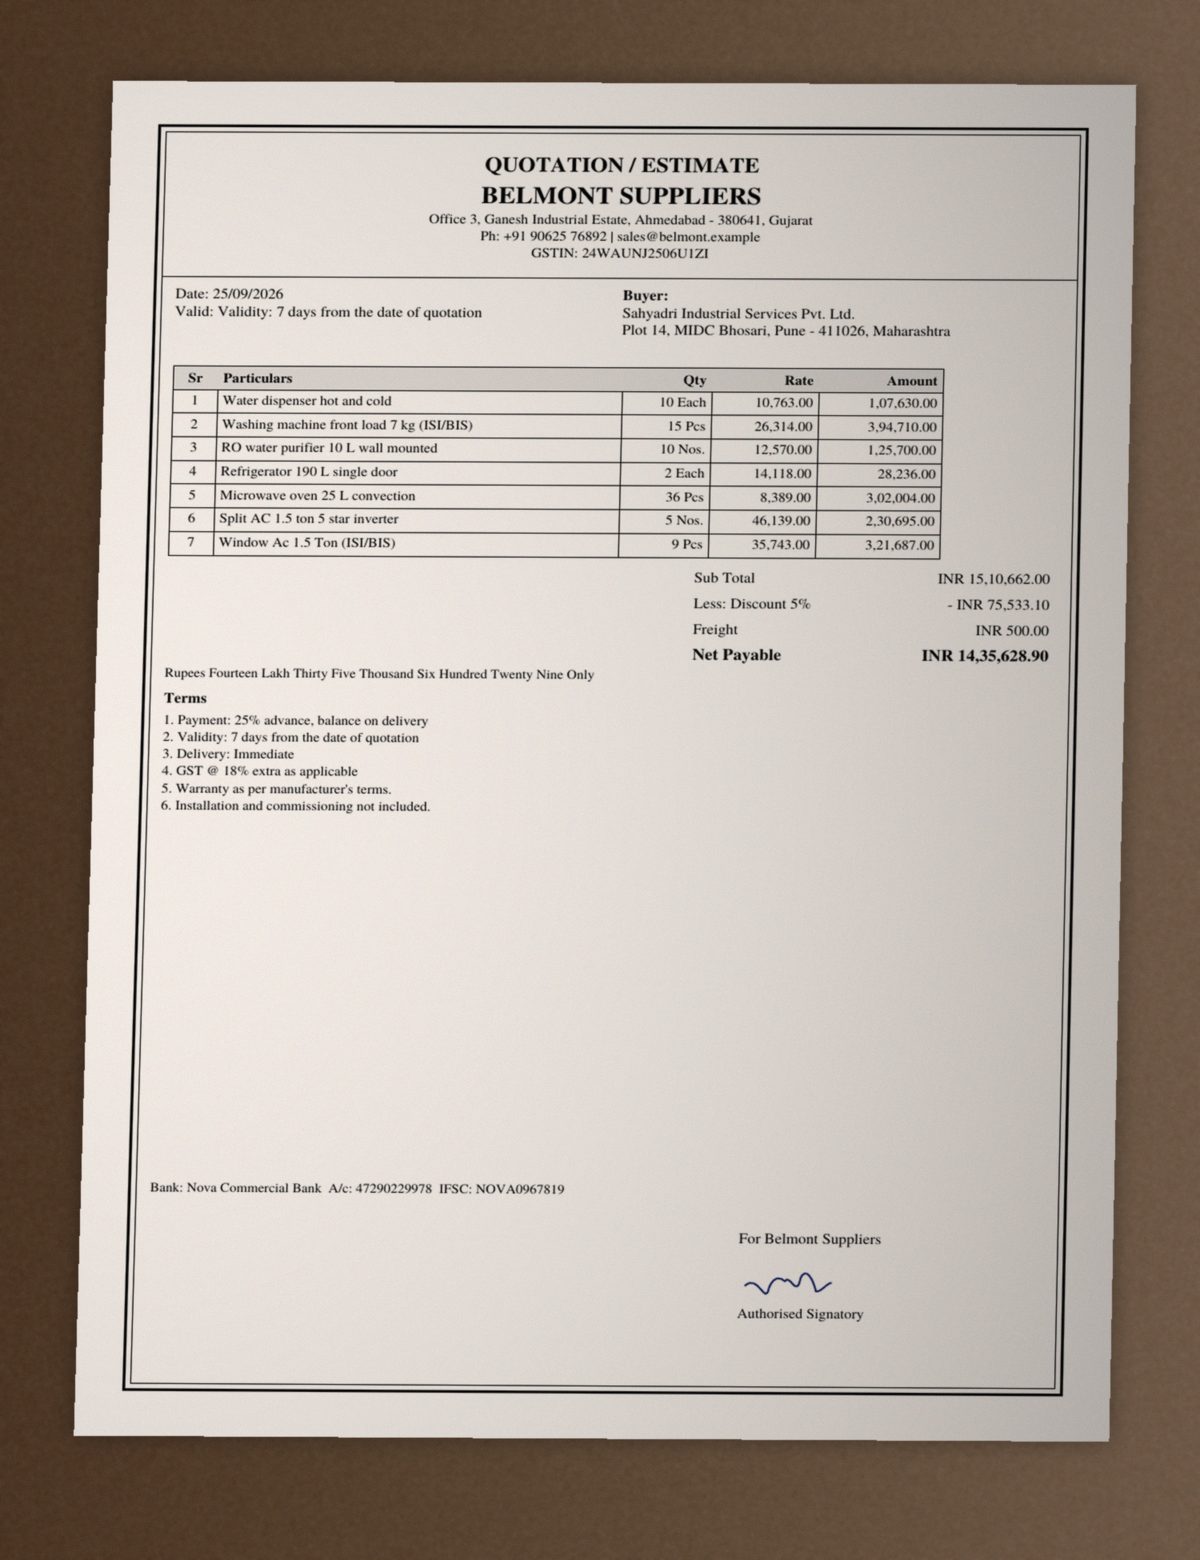 QUOTATION / ESTIMATE
BELMONT SUPPLIERS
Office 3, Ganesh Industrial Estate, Ahmedabad - 380641, Gujarat
Ph: +91 90625 76892 | sales@belmont.example
GSTIN: 24WAUNJ2506U1ZI
Date: 25/09/2026
Valid: Validity: 7 days from the date of quotation
Buyer:
Sahyadri Industrial Services Pvt. Ltd.
Plot 14, MIDC Bhosari, Pune - 411026, Maharashtra
Sr Particulars Qty Rate Amount
1 Water dispenser hot and cold 10 Each 10,763.00 1,07,630.00
2 Washing machine front load 7 kg (ISI/BIS) 15 Pcs 26,314.00 3,94,710.00
3 RO water purifier 10 L wall mounted 10 Nos. 12,570.00 1,25,700.00
4 Refrigerator 190 L single door 2 Each 14,118.00 28,236.00
5 Microwave oven 25 L convection 36 Pcs 8,389.00 3,02,004.00
6 Split AC 1.5 ton 5 star inverter 5 Nos. 46,139.00 2,30,695.00
7 Window Ac 1.5 Ton (ISI/BIS) 9 Pcs 35,743.00 3,21,687.00
Sub Total INR 15,10,662.00
Less: Discount 5% - INR 75,533.10
Freight INR 500.00
Net Payable INR 14,35,628.90
Rupees Fourteen Lakh Thirty Five Thousand Six Hundred Twenty Nine Only
Terms
1. Payment: 25% advance, balance on delivery
2. Validity: 7 days from the date of quotation
3. Delivery: Immediate
4. GST @ 18% extra as applicable
5. Warranty as per manufacturer's terms.
6. Installation and commissioning not included.
Bank: Nova Commercial Bank A/c: 47290229978 IFSC: NOVA0967819
For Belmont Suppliers
Authorised Signatory